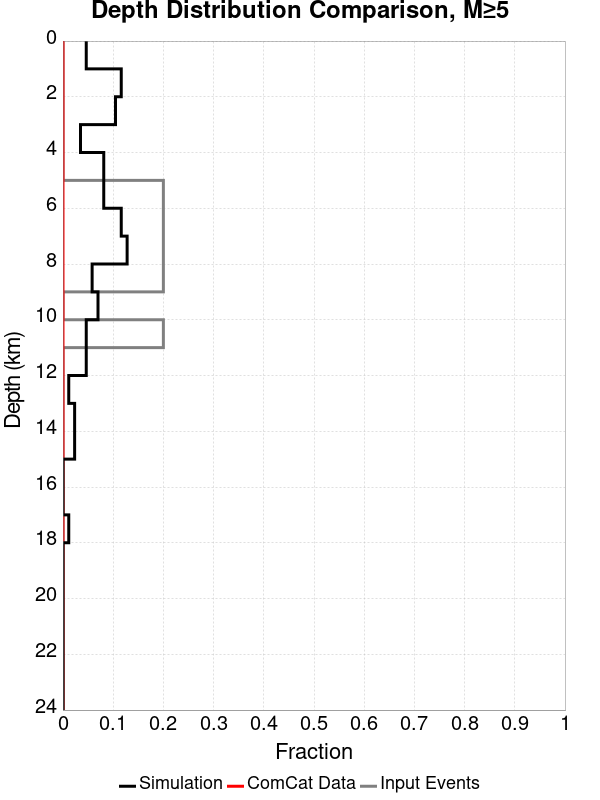 Depth Distribution Comparison, M≥5
0
2
4
6
8
10
12
14
16
18
20
22
24
Depth (km)
0 0.1 0.2 0.3 0.4 0.5 0.6 0.7 0.8 0.9 1
Fraction
Simulation ComCat Data Input Events